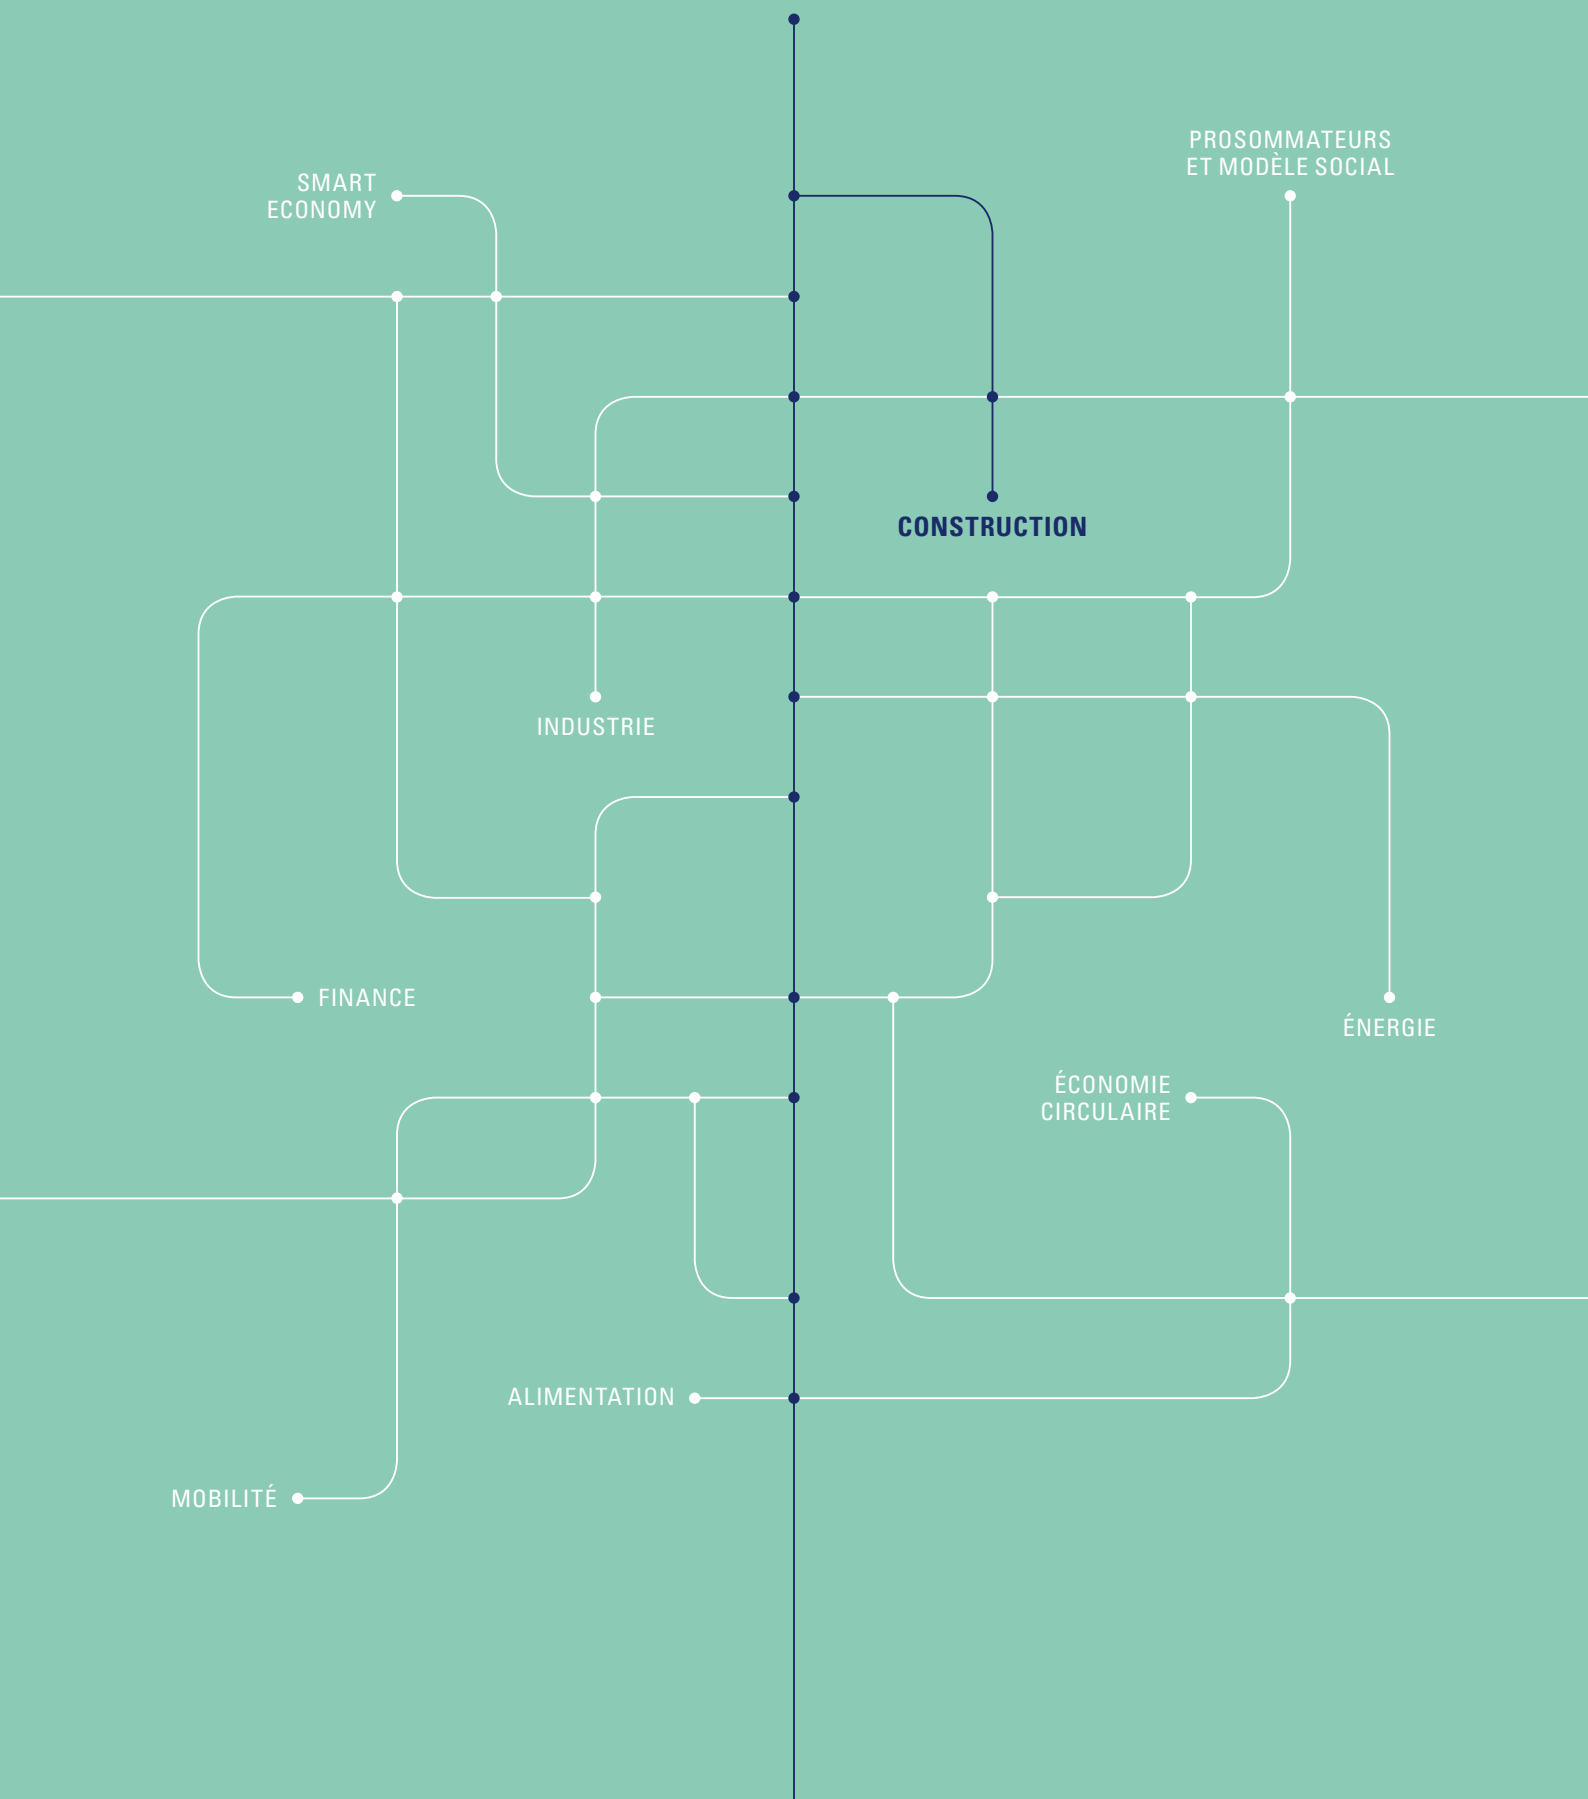 PROSOMMATEURS
ET MODÈLE SOCIAL
SMART
ECONOMY
CONSTRUCTION
INDUSTRIE
FINANCE
ÉNERGIE
ÉCONOMIE
CIRCULAIRE
ALIMENTATION
MOBILITÉ